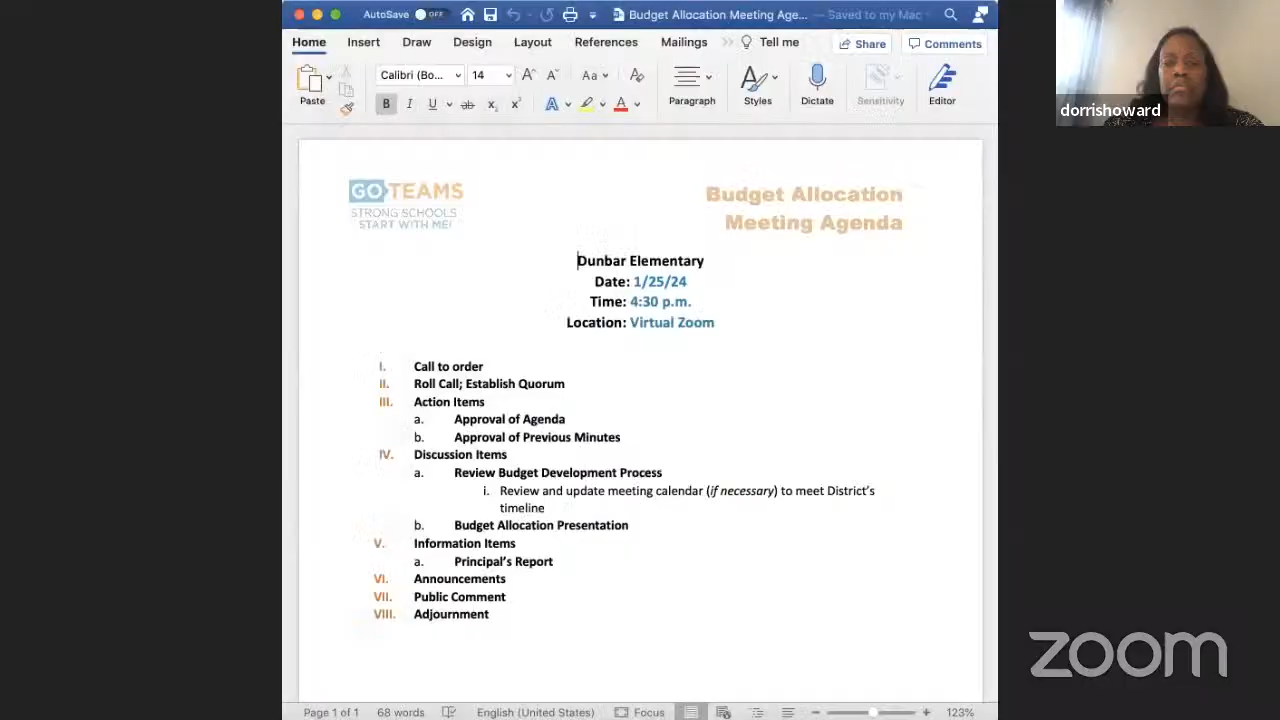 AutoSave OFF Budget Allocation Meeting Age... — Saved to my Mac
Home Insert Draw Design Layout References Mailings Tell me Share Comments
Calibri (Bo... 14 Aa
Paste B I U ab x x A A Paragraph Styles Dictate Sensitivity Editor
dorrishoward
GO TEAMS
STRONG SCHOOLS
START WITH ME!
Budget Allocation
Meeting Agenda
Dunbar Elementary
Date: 1/25/24
Time: 4:30 p.m.
Location: Virtual Zoom
I. Call to order
II. Roll Call; Establish Quorum
III. Action Items
a. Approval of Agenda
b. Approval of Previous Minutes
IV. Discussion Items
a. Review Budget Development Process
i. Review and update meeting calendar (if necessary) to meet District's
timeline
b. Budget Allocation Presentation
V. Information Items
a. Principal's Report
VI. Announcements
VII. Public Comment
VIII. Adjournment
zoom
Page 1 of 1 68 words English (United States) Focus 123%